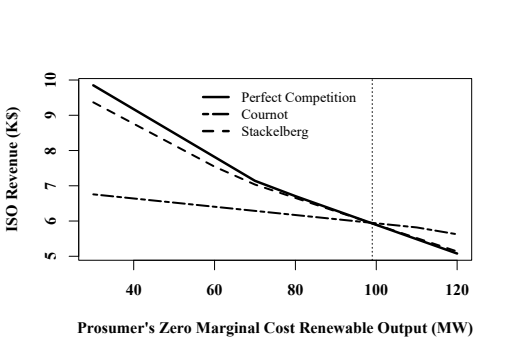 ISO Revenue (K$)
10
9
8
7
6
5
Perfect Competition
Cournot
Stackelberg
40 60 80 100 120
Prosumer's Zero Marginal Cost Renewable Output (MW)